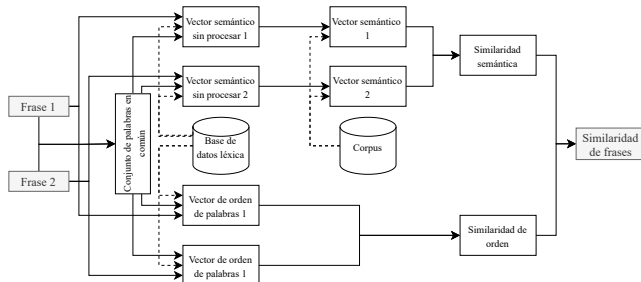 Vector semántico
sin procesar 1
Vector semántico
1
Similaridad
semántica
Vector semántico
sin procesar 2
Vector semántico
2
Frase 1
Conjunto de palabras en
común
Base de
datos léxica
Corpus
Similaridad
de frases
Frase 2
Vector de orden
de palabras 1
Similaridad de
orden
Vector de orden
de palabras 1